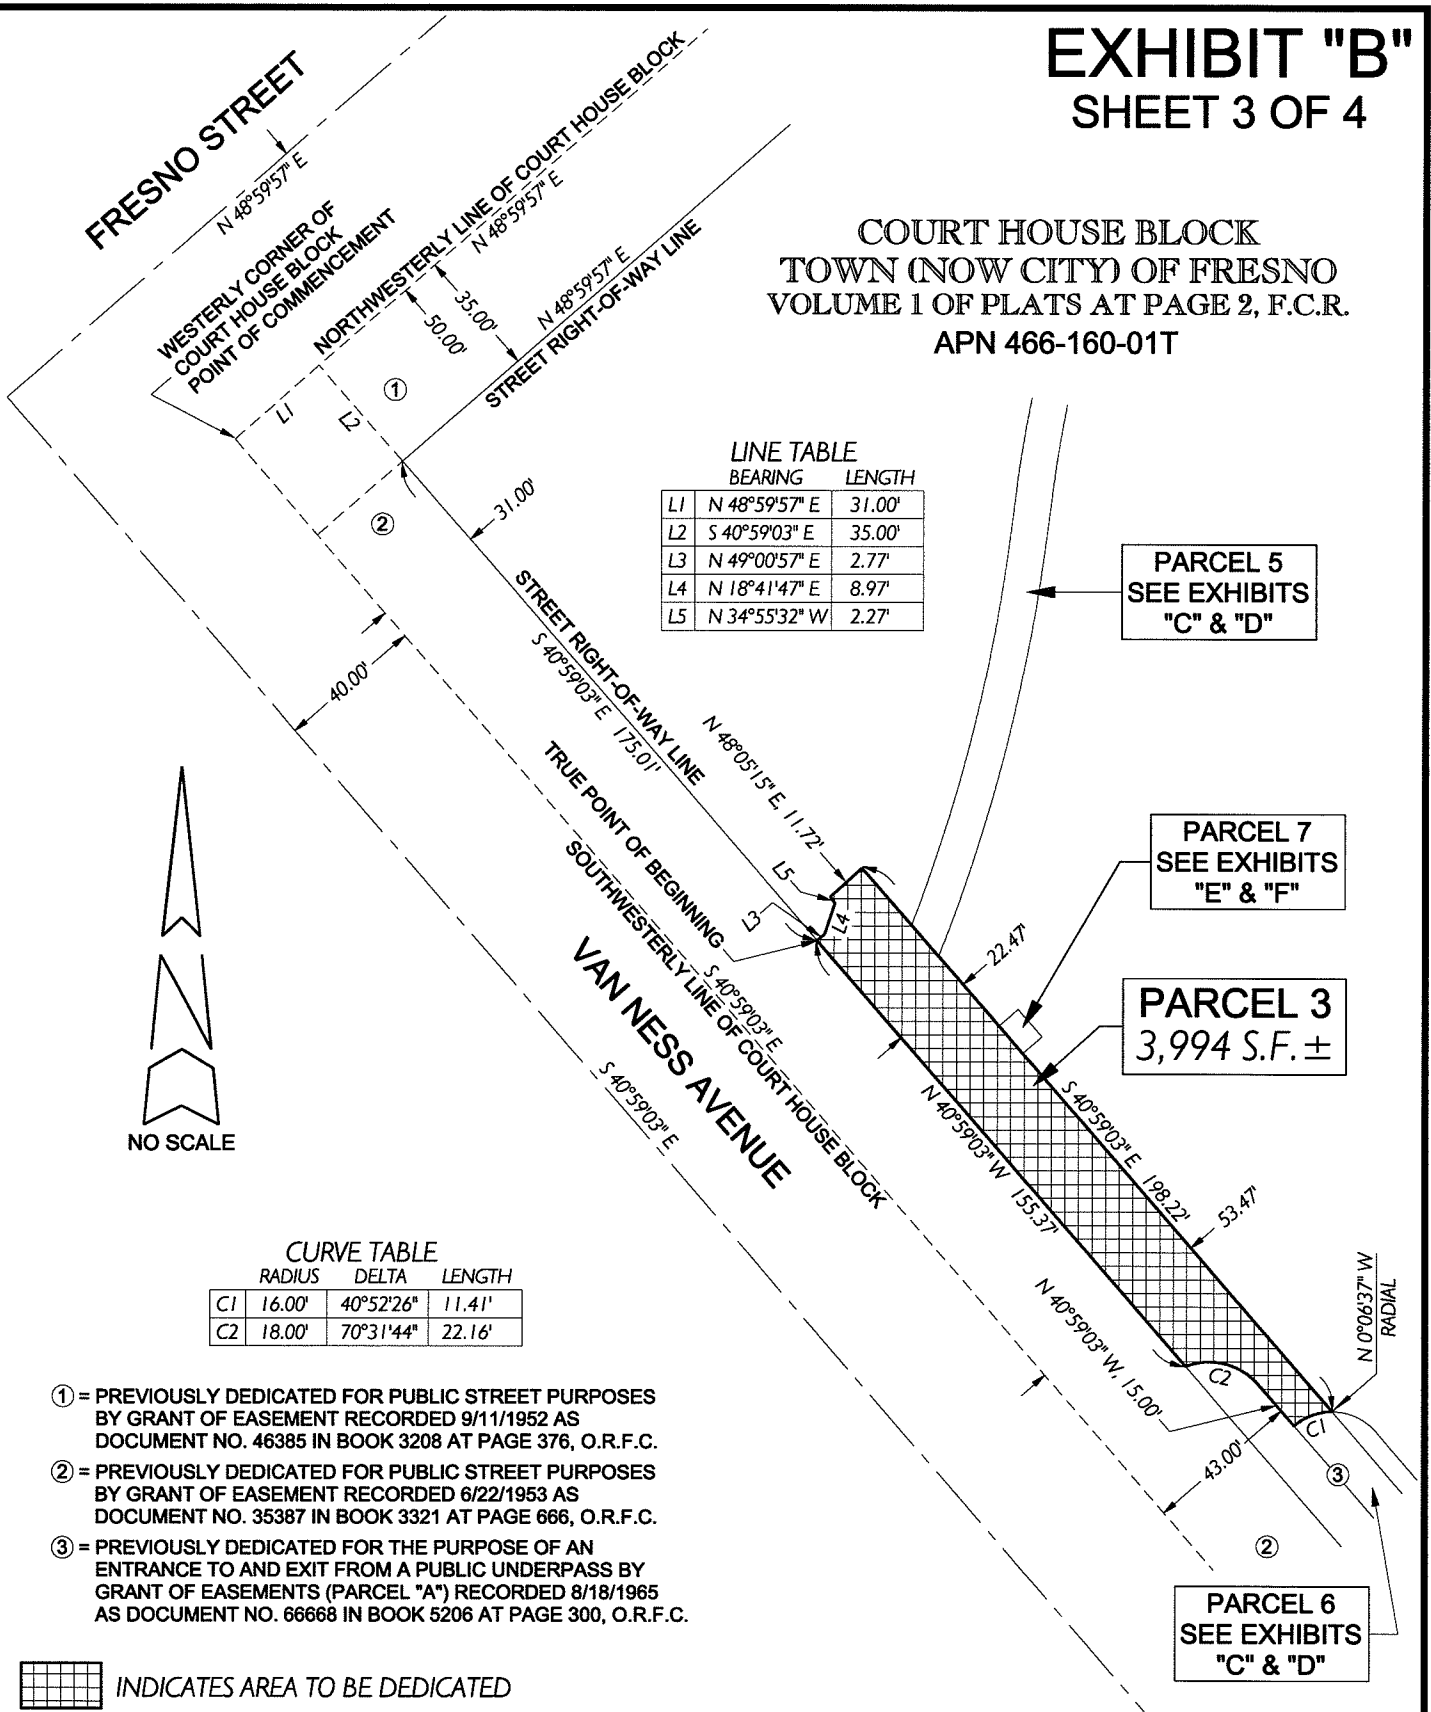 EXHIBIT "B"
SHEET 3 OF 4
COURT HOUSE BLOCK
TOWN (NOW CITY) OF FRESNO
VOLUME 1 OF PLATS AT PAGE 2, F.C.R.
APN 466-160-01T
FRESNO STREET
N 48°59'57" E
WESTERLY CORNER OF
COURT HOUSE BLOCK
POINT OF COMMENCEMENT
NORTHWESTERLY LINE OF COURT HOUSE BLOCK
N 48°59'57" E
35.00'
50.00'
N 48°59'57" E
STREET RIGHT-OF-WAY LINE
L1
L2
1
2
31.00'
LINE TABLE
BEARING LENGTH
L1 N 48°59'57" E 31.00'
L2 S 40°59'03" E 35.00'
L3 N 49°00'57" E 2.77'
L4 N 18°41'47" E 8.97'
L5 N 34°55'32" W 2.27'
PARCEL 5
SEE EXHIBITS
"C" & "D"
40.00'
STREET RIGHT-OF-WAY LINE
S 40°59'03" E 175.01'
N 48°05'15" E, 11.72'
TRUE POINT OF BEGINNING
SOUTHWESTERLY LINE OF COURT HOUSE BLOCK
S 40°59'03" E
L5
L3
L4
PARCEL 7
SEE EXHIBITS
"E" & "F"
22.47'
PARCEL 3
3,994 S.F.±
VAN NESS AVENUE
S 40°59'03" E
N 40°59'03" W 155.37'
S 40°59'03" E 198.22'
53.47'
N 0°06'37" W
RADIAL
N 40°59'03" W, 15.00'
C2
C1
43.00'
3
2
PARCEL 6
SEE EXHIBITS
"C" & "D"
N
NO SCALE
CURVE TABLE
RADIUS DELTA LENGTH
C1 16.00' 40°52'26" 11.41'
C2 18.00' 70°31'44" 22.16'
1 = PREVIOUSLY DEDICATED FOR PUBLIC STREET PURPOSES
BY GRANT OF EASEMENT RECORDED 9/11/1952 AS
DOCUMENT NO. 46385 IN BOOK 3208 AT PAGE 376, O.R.F.C.
2 = PREVIOUSLY DEDICATED FOR PUBLIC STREET PURPOSES
BY GRANT OF EASEMENT RECORDED 6/22/1953 AS
DOCUMENT NO. 35387 IN BOOK 3321 AT PAGE 666, O.R.F.C.
3 = PREVIOUSLY DEDICATED FOR THE PURPOSE OF AN
ENTRANCE TO AND EXIT FROM A PUBLIC UNDERPASS BY
GRANT OF EASEMENTS (PARCEL "A") RECORDED 8/18/1965
AS DOCUMENT NO. 66668 IN BOOK 5206 AT PAGE 300, O.R.F.C.
INDICATES AREA TO BE DEDICATED